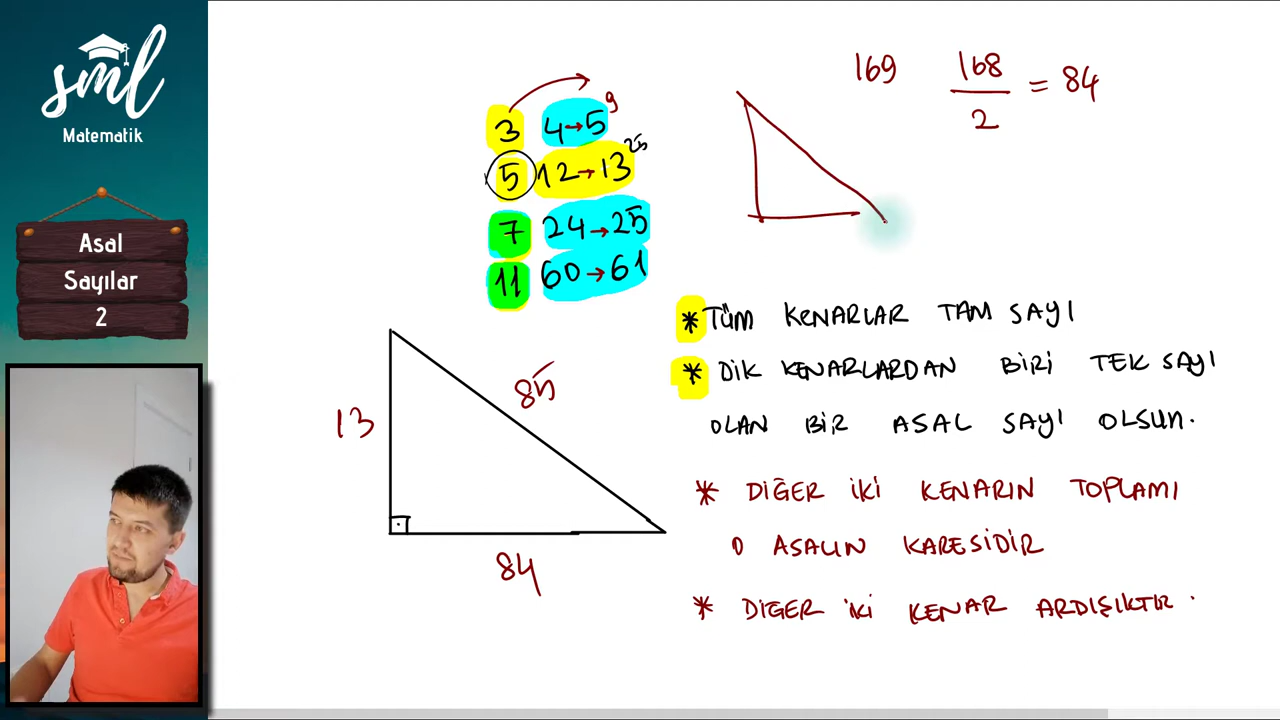 sml
Matematik
Asal
Sayılar
2
3 4→5 9
5 12→13 25
7 24→25
11 60→61
169 168/2 = 84
13
85
84
* TÜM KENARLAR TAM SAYI
* DİK KENARLARDAN BİRİ TEK SAYI
OLAN BİR ASAL SAYI OLSUN.
* DİĞER İKİ KENARIN TOPLAMI
O ASALIN KARESİDİR
* DİĞER İKİ KENAR ARDIŞIKTIR.